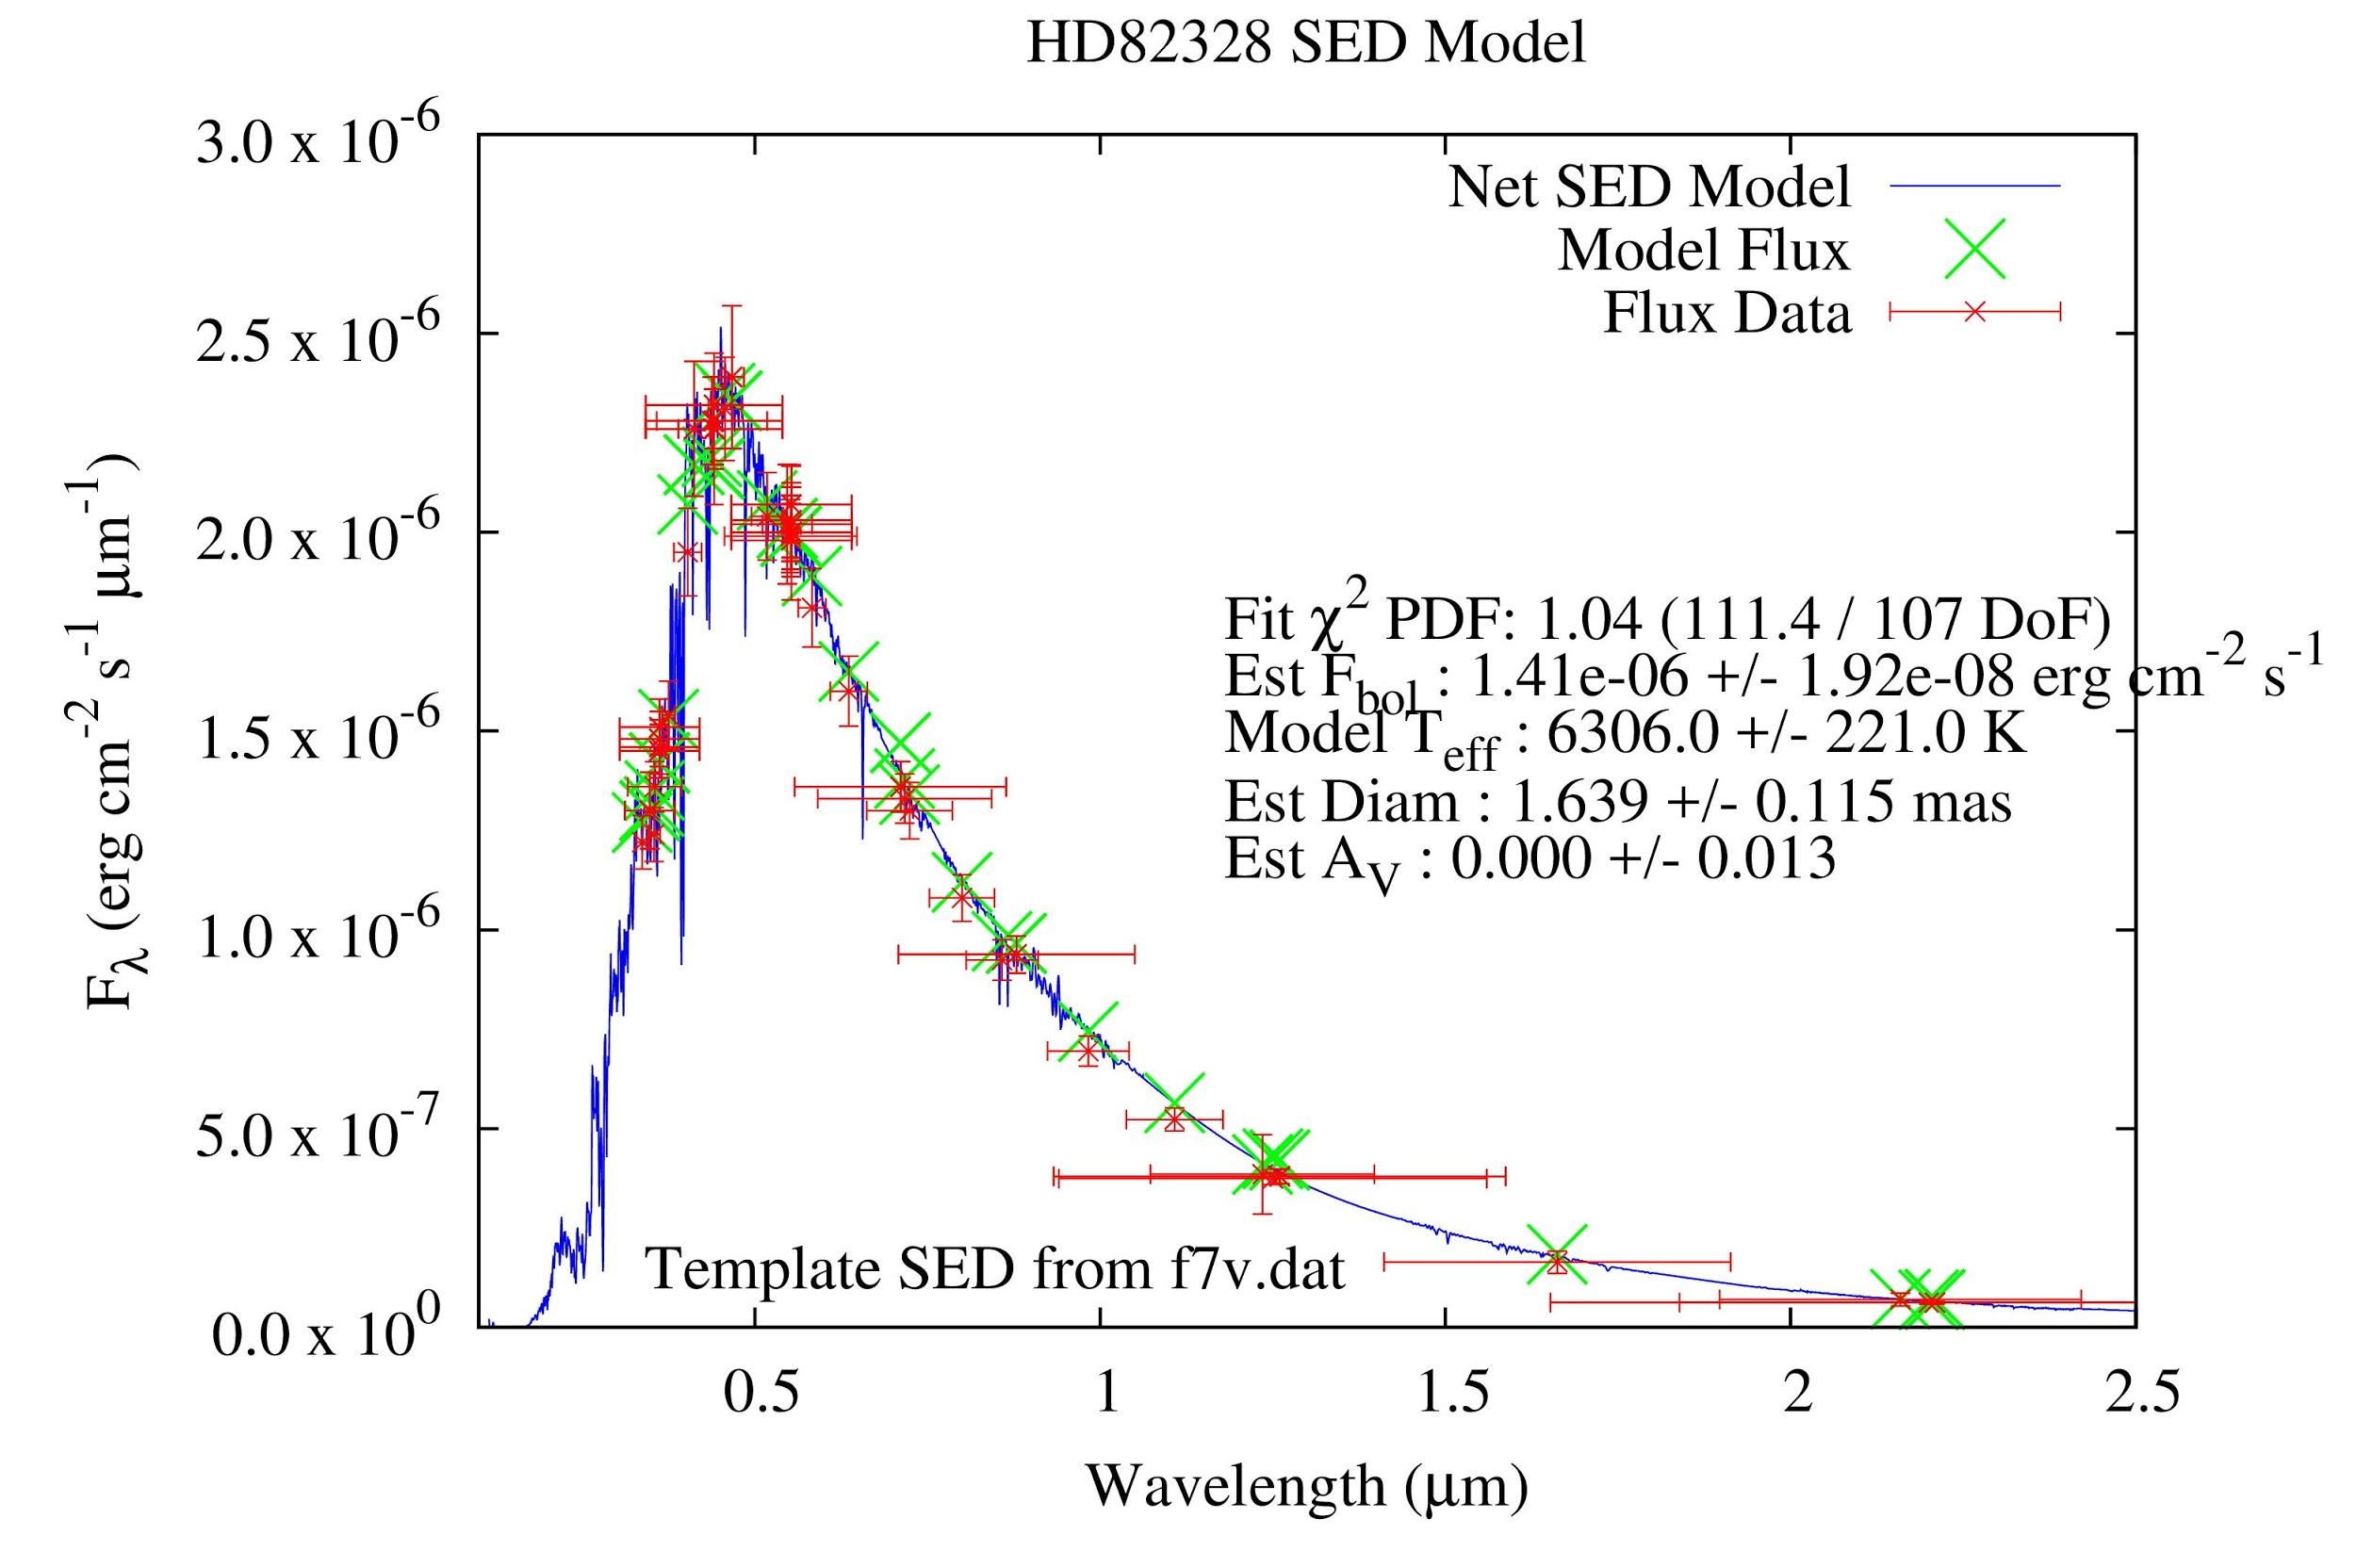 HD82328 SED Model
3.0 x 10^-6
2.5 x 10^-6
2.0 x 10^-6
1.5 x 10^-6
1.0 x 10^-6
5.0 x 10^-7
0.0 x 10^0
F_λ (erg cm^-2 s^-1 μm^-1)
Net SED Model
Model Flux
Flux Data
Fit χ^2 PDF: 1.04 (111.4 / 107 DoF)
Est F_bol : 1.41e-06 +/- 1.92e-08 erg cm^-2 s^-1
Model T_eff : 6306.0 +/- 221.0 K
Est Diam : 1.639 +/- 0.115 mas
Est A_V : 0.000 +/- 0.013
Template SED from f7v.dat
0.5 1 1.5 2 2.5
Wavelength (μm)